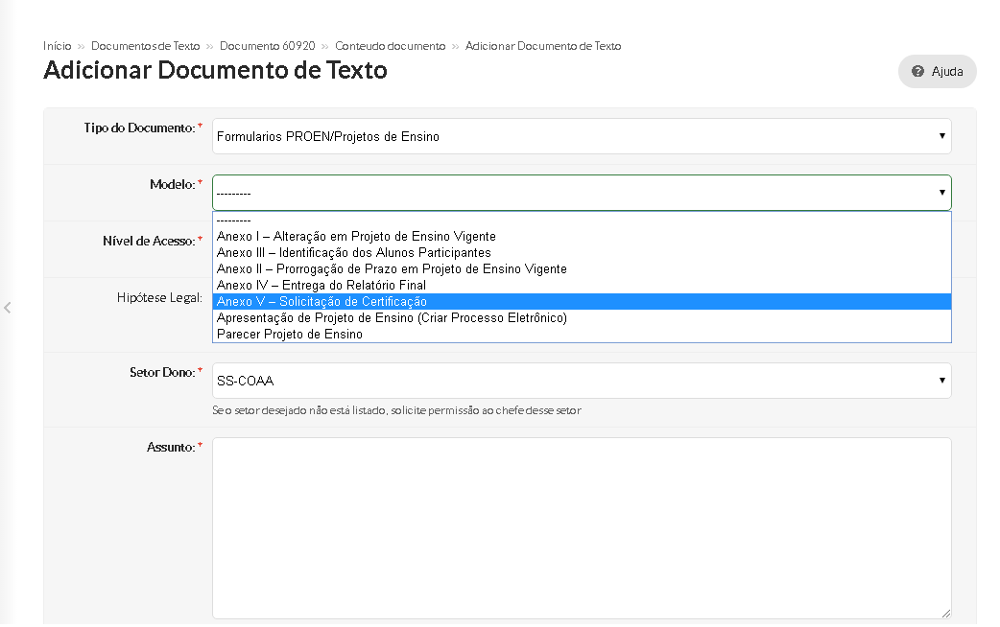 Início » Documentos de Texto » Documento 60920 » Conteudo documento » Adicionar Documento de Texto
Adicionar Documento de Texto
Ajuda
Tipo do Documento: *
Formularios PROEN/Projetos de Ensino
Modelo: *
---------
---------
Anexo I – Alteração em Projeto de Ensino Vigente
Nível de Acesso: *
Anexo III – Identificação dos Alunos Participantes
Anexo II – Prorrogação de Prazo em Projeto de Ensino Vigente
Anexo IV – Entrega do Relatório Final
Hipótese Legal:
Anexo V – Solicitação de Certificação
Apresentação de Projeto de Ensino (Criar Processo Eletrônico)
Parecer Projeto de Ensino
Setor Dono: *
SS-COAA
Se o setor desejado não está listado, solicite permissão ao chefe desse setor
Assunto: *